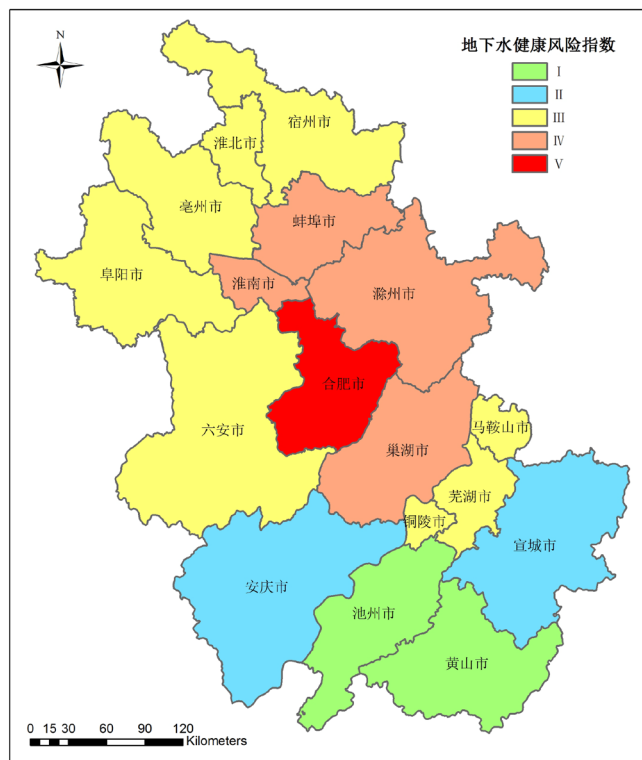 N
地下水健康风险指数
I
II
III
IV
V
宿州市
淮北市
亳州市
蚌埠市
阜阳市
淮南市
滁州市
合肥市
六安市
马鞍山市
巢湖市
芜湖市
铜陵市
宣城市
安庆市
池州市
黄山市
0 15 30 60 90 120
Kilometers